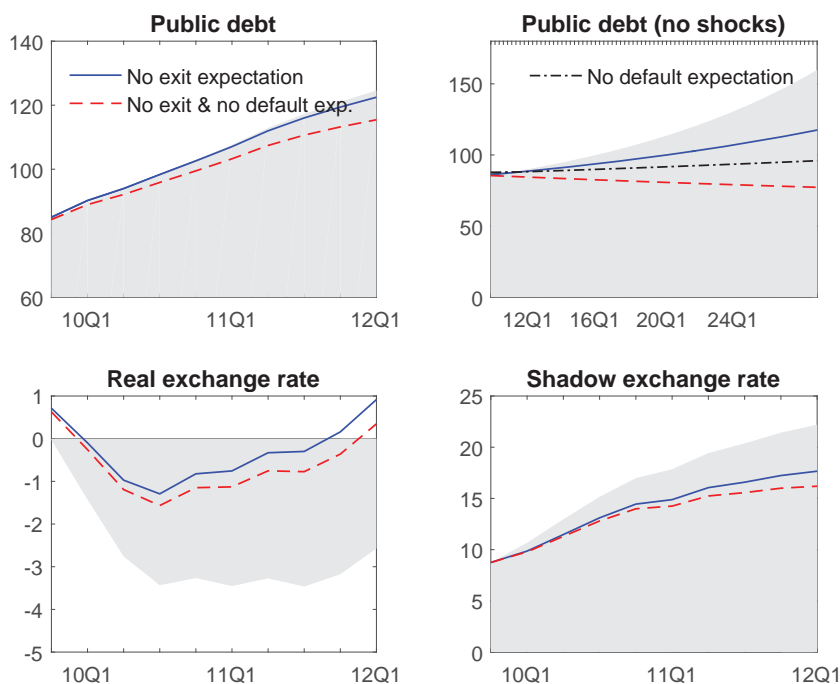 Public debt
140
120
100
80
60
No exit expectation
No exit & no default exp.
10Q1
11Q1
12Q1
Public debt (no shocks)
150
100
50
0
No default expectation
12Q1
16Q1
20Q1
24Q1
Real exchange rate
1
0
-1
-2
-3
-4
-5
10Q1
11Q1
12Q1
Shadow exchange rate
25
20
15
10
5
0
10Q1
11Q1
12Q1